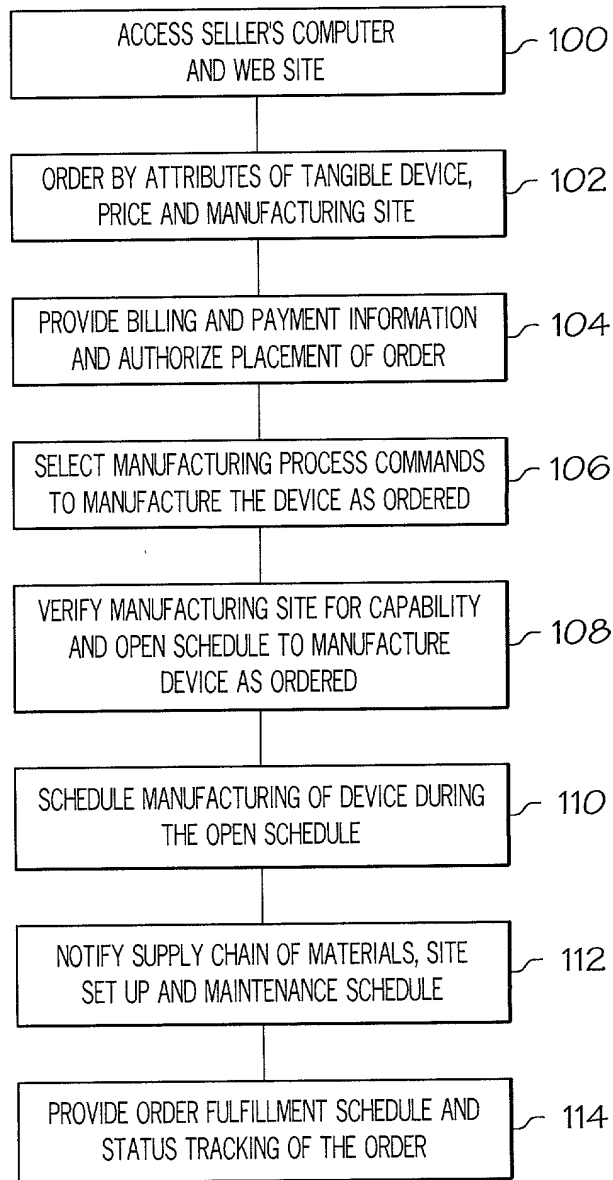 ACCESS SELLER'S COMPUTER
AND WEB SITE
100
ORDER BY ATTRIBUTES OF TANGIBLE DEVICE,
PRICE AND MANUFACTURING SITE
102
PROVIDE BILLING AND PAYMENT INFORMATION
AND AUTHORIZE PLACEMENT OF ORDER
104
SELECT MANUFACTURING PROCESS COMMANDS
TO MANUFACTURE THE DEVICE AS ORDERED
106
VERIFY MANUFACTURING SITE FOR CAPABILITY
AND OPEN SCHEDULE TO MANUFACTURE
DEVICE AS ORDERED
108
SCHEDULE MANUFACTURING OF DEVICE DURING
THE OPEN SCHEDULE
110
NOTIFY SUPPLY CHAIN OF MATERIALS, SITE
SET UP AND MAINTENANCE SCHEDULE
112
PROVIDE ORDER FULFILLMENT SCHEDULE AND
STATUS TRACKING OF THE ORDER
114